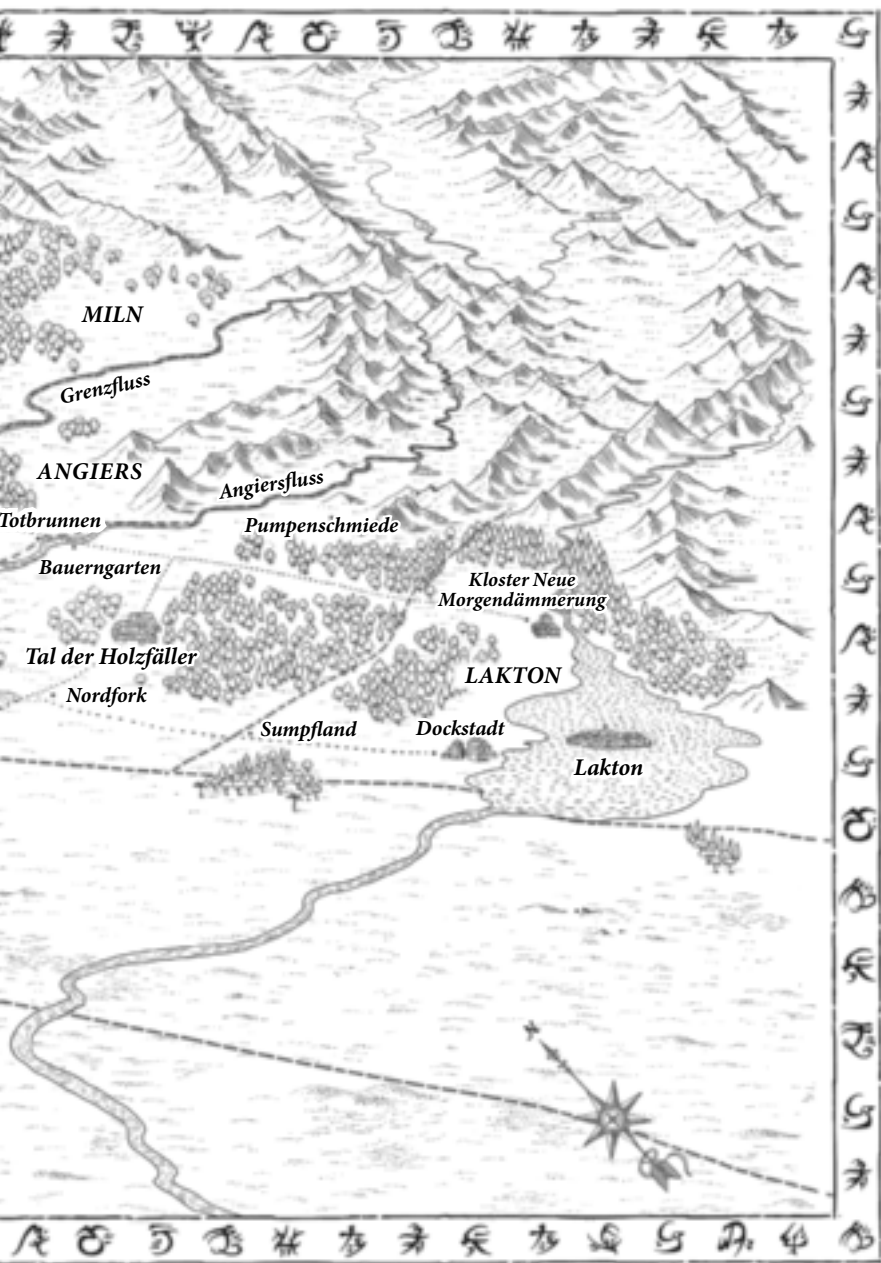 MILN
Grenzfluss
ANGIERS
Angiersfluss
Totbrunnen
Pumpenschmiede
Bauerngarten
Kloster Neue
Morgendämmerung
Tal der Holzfäller
LAKTON
Nordfork
Sumpfland
Dockstadt
Lakton